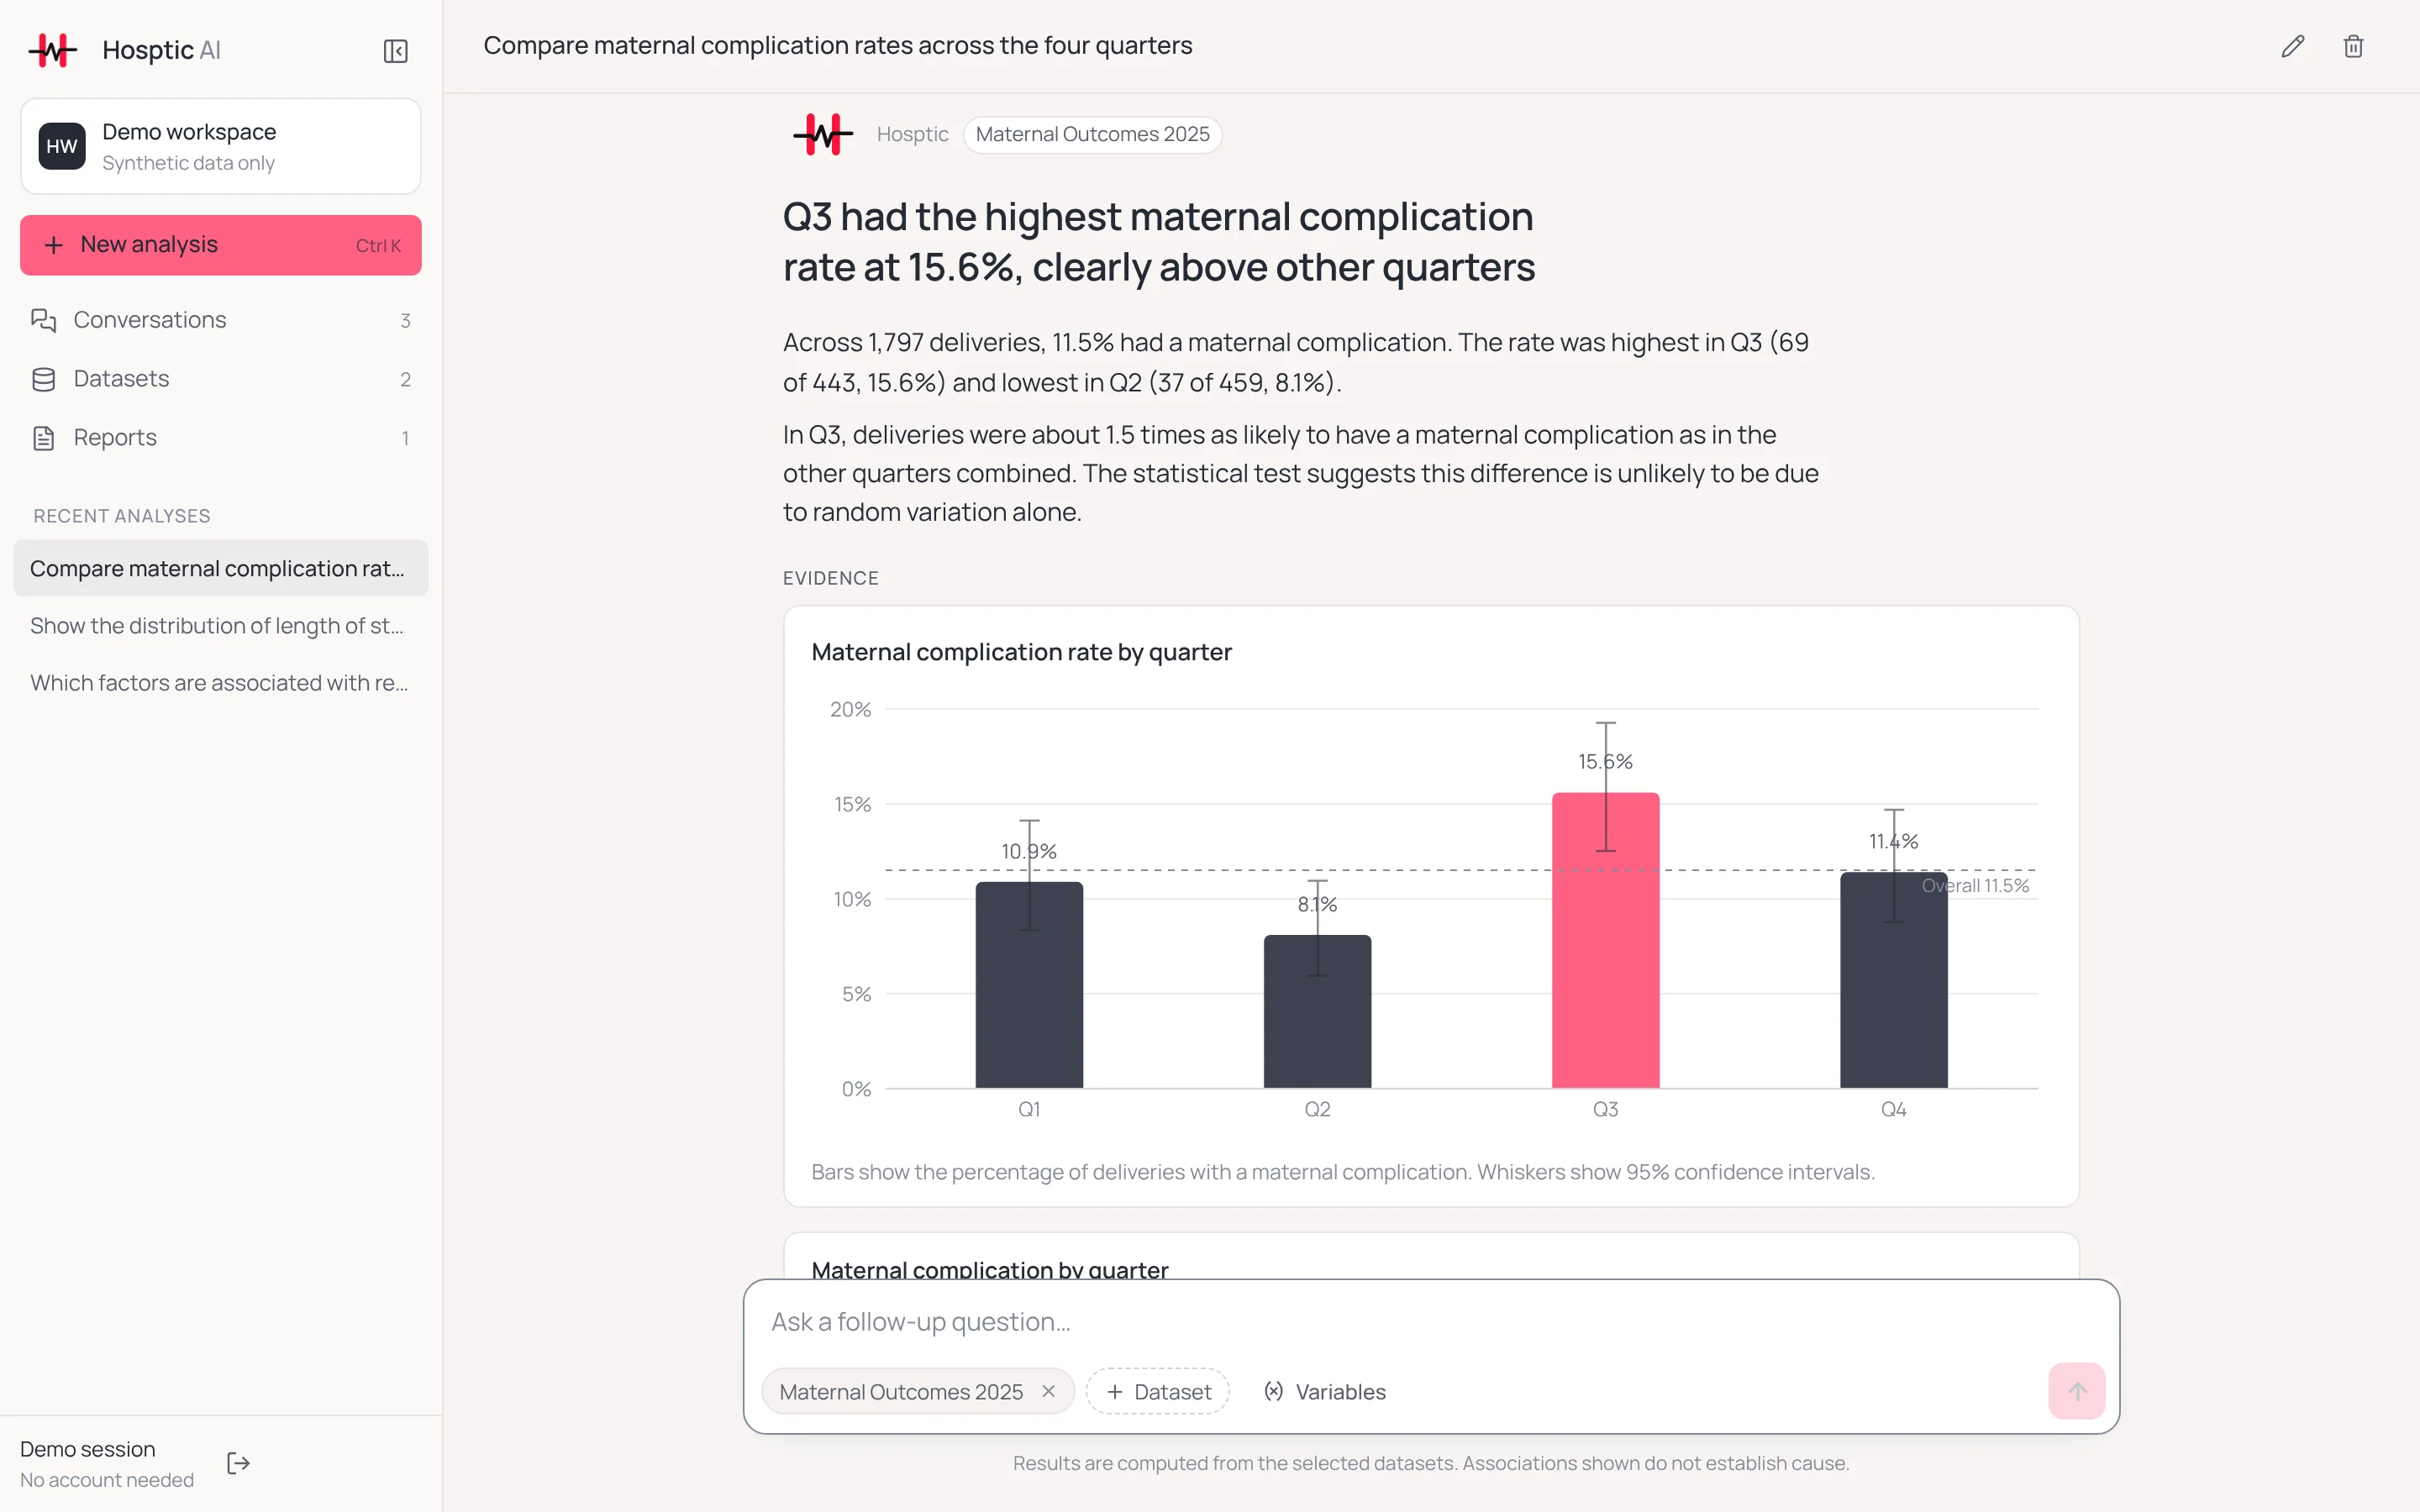 Hosptic AI
HW
Demo workspace
Synthetic data only
New analysis
Ctrl K
Conversations
3
Datasets
2
Reports
1
RECENT ANALYSES
Compare maternal complication rat...
Show the distribution of length of st...
Which factors are associated with re...
Demo session
No account needed
Compare maternal complication rates across the four quarters
Hosptic
Maternal Outcomes 2025
Q3 had the highest maternal complication
rate at 15.6%, clearly above other quarters
Across 1,797 deliveries, 11.5% had a maternal complication. The rate was highest in Q3 (69
of 443, 15.6%) and lowest in Q2 (37 of 459, 8.1%).
In Q3, deliveries were about 1.5 times as likely to have a maternal complication as in the
other quarters combined. The statistical test suggests this difference is unlikely to be due
to random variation alone.
EVIDENCE
Maternal complication rate by quarter
20%
15%
10%
5%
0%
10.9%
8.1%
15.6%
11.4%
Overall 11.5%
Q1
Q2
Q3
Q4
Bars show the percentage of deliveries with a maternal complication. Whiskers show 95% confidence intervals.
Maternal complication by quarter
Ask a follow-up question...
Maternal Outcomes 2025
Dataset
Variables
Results are computed from the selected datasets. Associations shown do not establish cause.